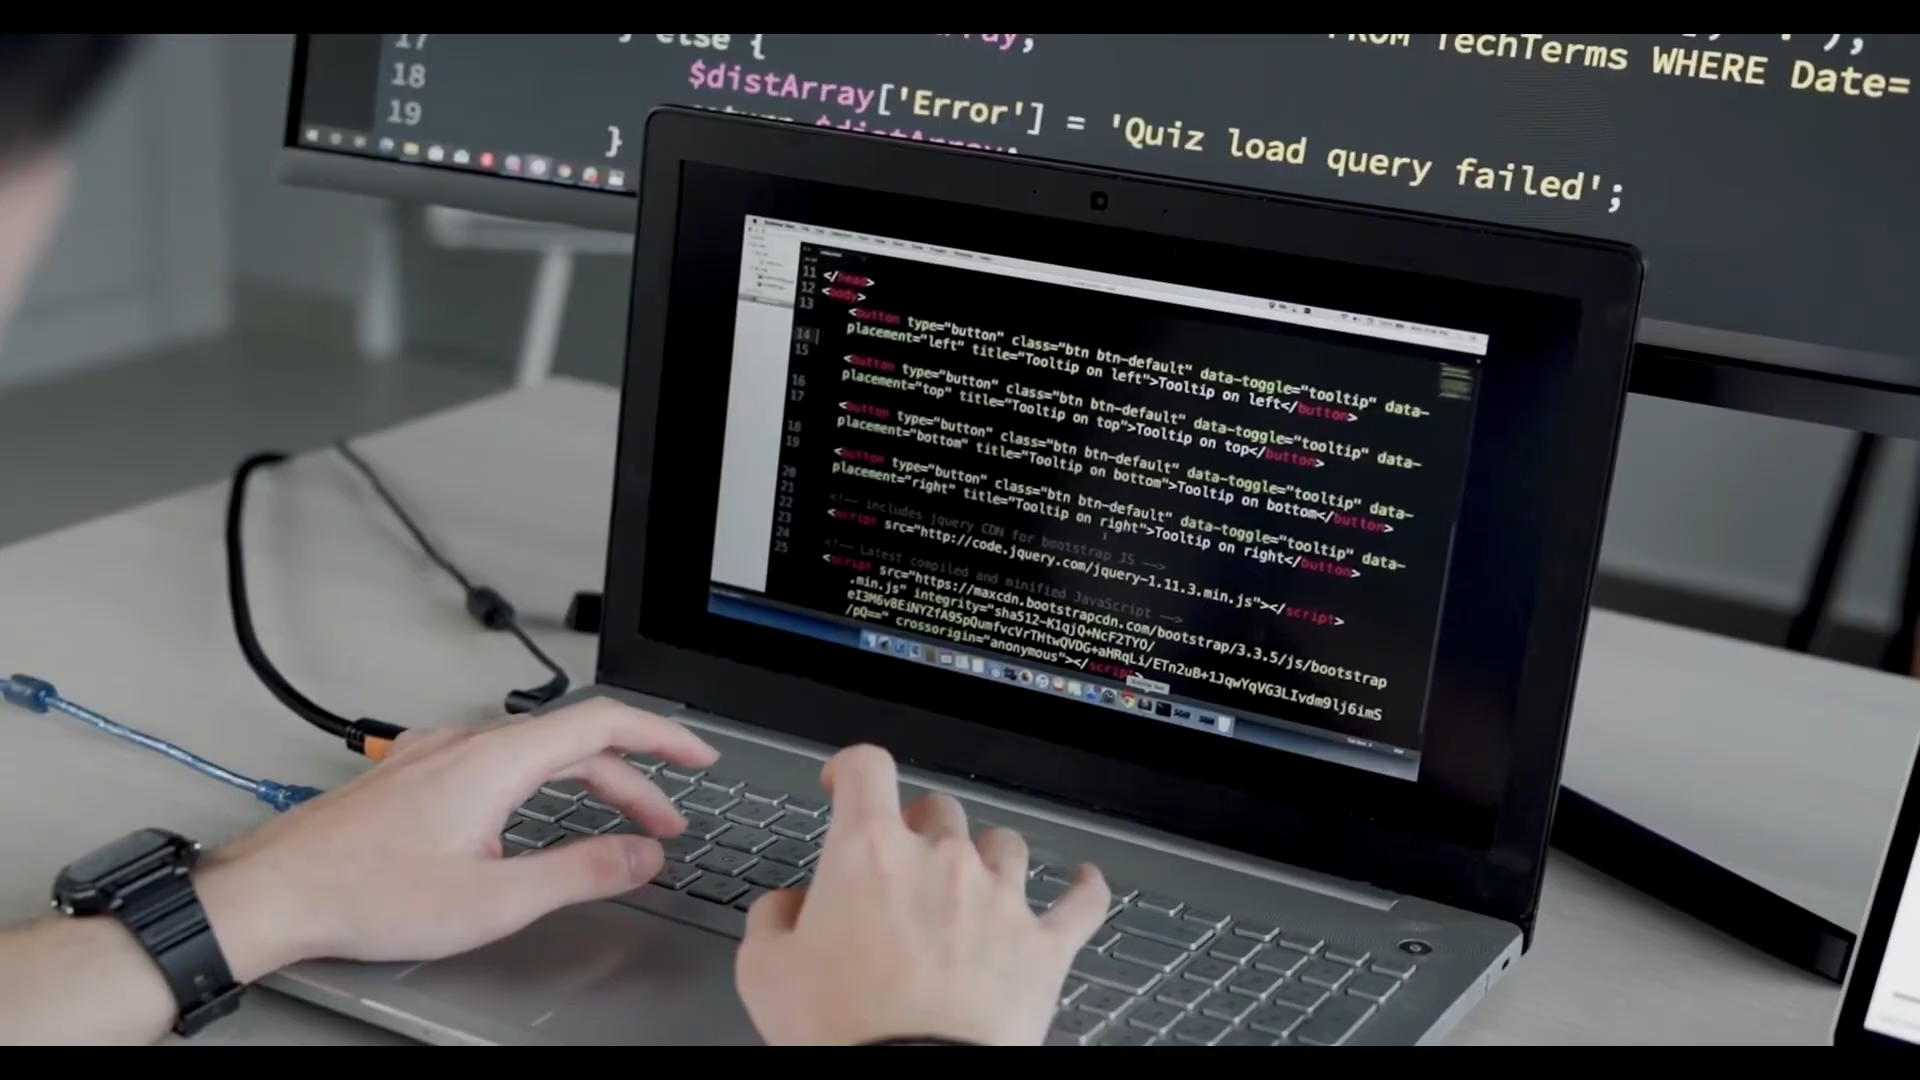 17
} else {
18
$distArray['Error'] = 'Quiz load query failed';
19
}
FROM TechTerms WHERE Date=
11 </head>
12 <body>
13
<button type="button" class="btn btn-default" data-toggle="tooltip" data-
14 placement="left" title="Tooltip on left">Tooltip on left</button>
15
<button type="button" class="btn btn-default" data-toggle="tooltip" data-
16 placement="top" title="Tooltip on top">Tooltip on top</button>
17
<button type="button" class="btn btn-default" data-toggle="tooltip" data-
18 placement="bottom" title="Tooltip on bottom">Tooltip on bottom</button>
19
<button type="button" class="btn btn-default" data-toggle="tooltip" data-
20 placement="right" title="Tooltip on right">Tooltip on right</button>
21
22 <!-- includes jquery CDN for bootstrap JS -->
23 <script src="http://code.jquery.com/jquery-1.11.3.min.js"></script>
24 <!-- Latest compiled and minified JavaScript -->
25 <script src="https://maxcdn.bootstrapcdn.com/bootstrap/3.3.5/js/bootstrap
.min.js" integrity="sha512-K1qjQ+NcF2TYO/
eI3M6v8EiNYZfA95pQumfvcVrTHtwQVDG+aHRqLi/ETn2uB+1JqwYqVG3LIvdm9lj6imS
/pQ==" crossorigin="anonymous"></script>